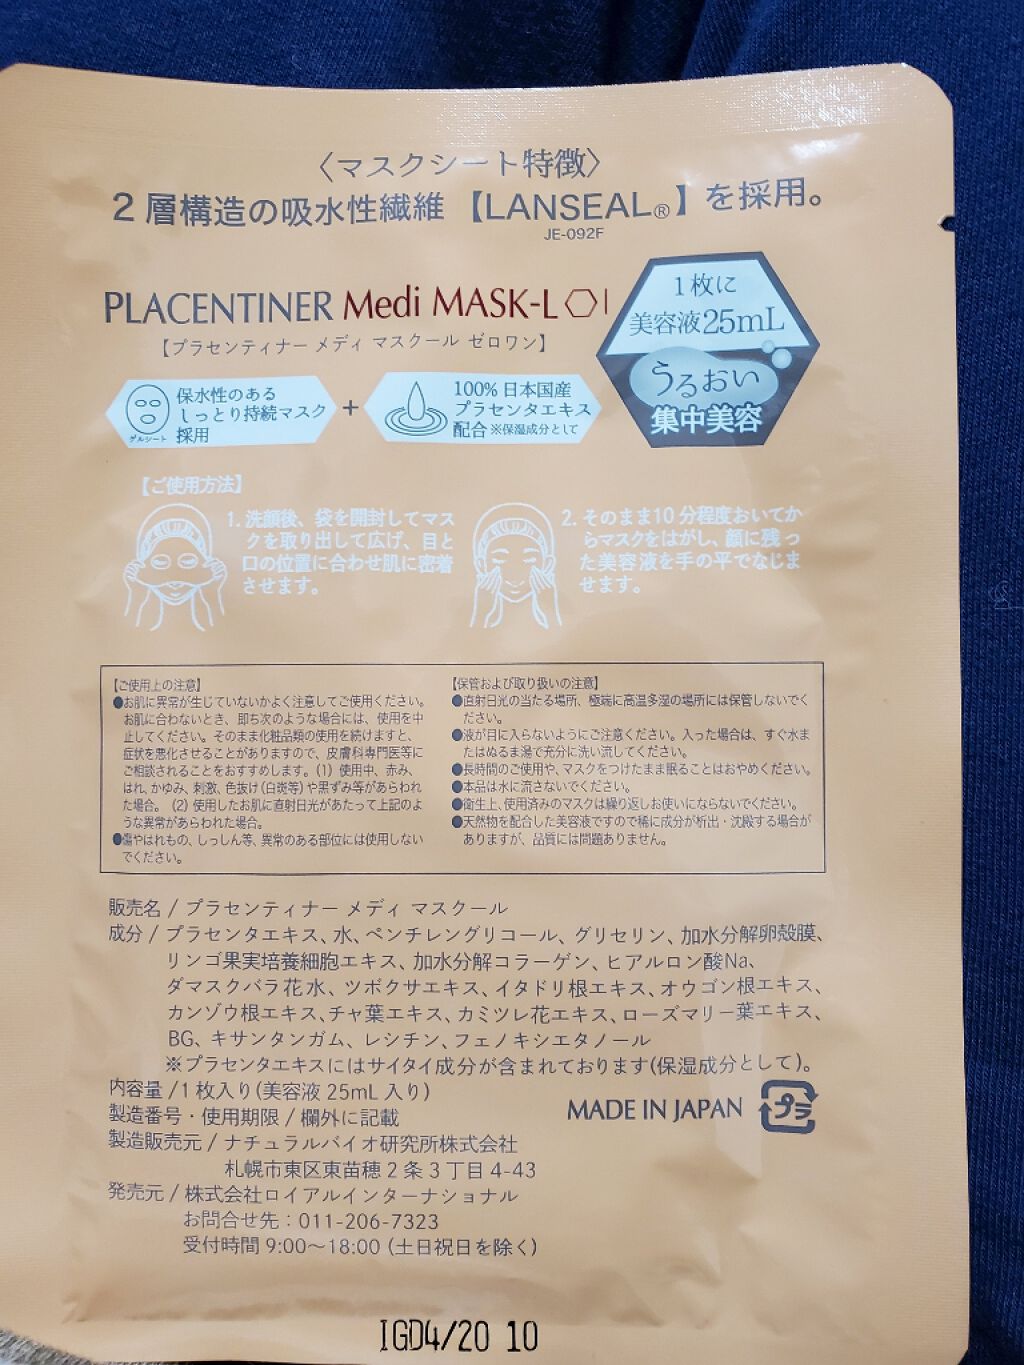 〈マスクシート特徴〉
2層構造の吸水性繊維【LANSEAL®】を採用。
JE-092F
PLACENTINER Medi MASK-L 01
【プラセンティナー メディ マスクール ゼロワン】
1枚に
美容液25mL
うるおい
集中美容
保水性のある
しっとり持続マスク
採用
ゲルシート
+
100%日本国産
プラセンタエキス
配合 ※保湿成分として
【ご使用方法】
1. 洗顔後、袋を開封してマス
クを取り出して広げ、目と
口の位置に合わせ肌に密着
させます。
2. そのまま10分程度おいてか
らマスクをはがし、顔に残っ
た美容液を手の平でなじま
せます。
【ご使用上の注意】
●お肌に異常が生じていないかよく注意してご使用ください。
お肌に合わないとき、即ち次のような場合には、使用を中
止してください。そのまま化粧品類の使用を続けますと、
症状を悪化させることがありますので、皮膚科専門医等に
ご相談されることをおすすめします。(1) 使用中、赤み、
はれ、かゆみ、刺激、色抜け(白斑等)や黒ずみ等があらわれ
た場合。(2) 使用したお肌に直射日光があたって上記のよ
うな異常があらわれた場合。
●傷やはれもの、しっしん等、異常のある部位には使用しない
でください。
【保管および取り扱いの注意】
●直射日光の当たる場所、極端に高温多湿の場所には保管しないでく
ださい。
●液が目に入らないようにご注意ください。入った場合は、すぐ水ま
たはぬるま湯で充分に洗い流してください。
●長時間のご使用や、マスクをつけたまま眠ることはおやめください。
●本品は水に流さないでください。
●衛生上、使用済みのマスクは繰り返しお使いにならないでください。
●天然物を配合した美容液ですので稀に成分が析出・沈殿する場合が
ありますが、品質には問題ありません。
販売名 / プラセンティナー メディ マスクール
成分 / プラセンタエキス、水、ペンチレングリコール、グリセリン、加水分解卵殻膜、
リンゴ果実培養細胞エキス、加水分解コラーゲン、ヒアルロン酸Na、
ダマスクバラ花水、ツボクサエキス、イタドリ根エキス、オウゴン根エキス、
カンゾウ根エキス、チャ葉エキス、カミツレ花エキス、ローズマリー葉エキス、
BG、キサンタンガム、レシチン、フェノキシエタノール
※プラセンタエキスにはサイタイ成分が含まれております(保湿成分として)。
内容量 /1枚入り(美容液 25mL 入り)
製造番号・使用期限 / 欄外に記載
製造販売元 / ナチュラルバイオ研究所株式会社
札幌市東区東苗穂2条3丁目4-43
発売元 / 株式会社ロイアルインターナショナル
お問合せ先：011-206-7323
受付時間 9:00〜18:00 (土日祝日を除く)
MADE IN JAPAN
プラ
IGD4/20 10